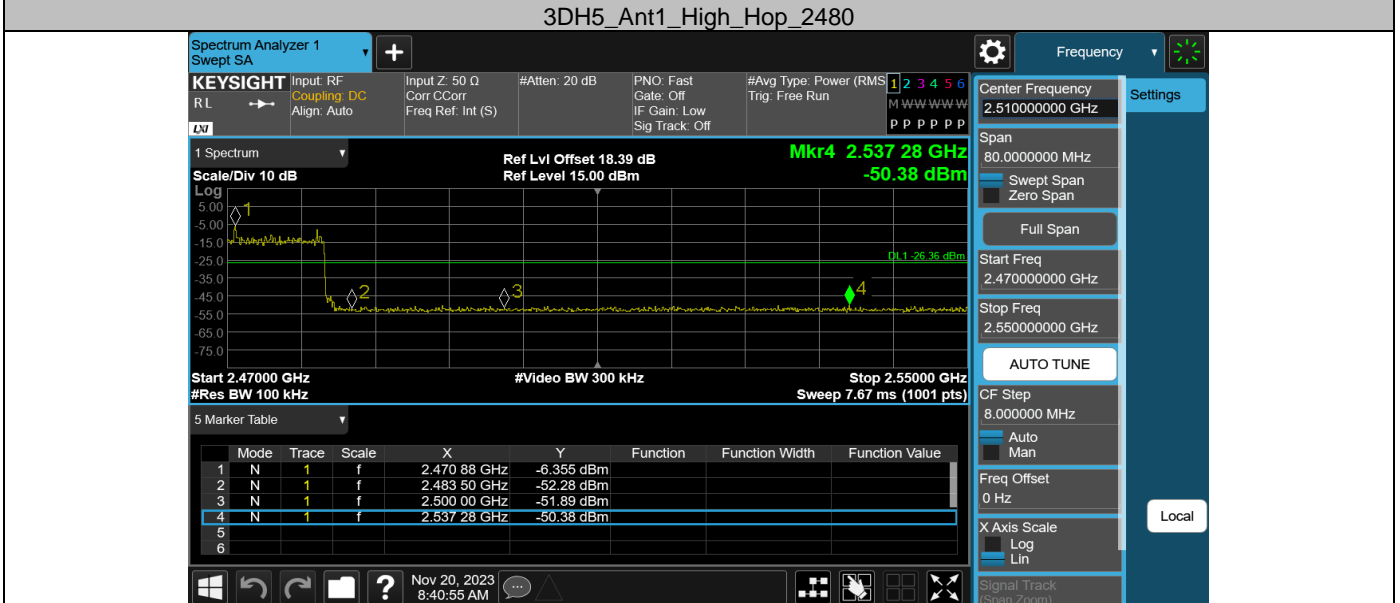 3DH5_Ant1_High_Hop_2480
Spectrum Analyzer 1
Swept SA
+
Frequency
KEYSIGHT
RL
LXI
Input: RF
Coupling: DC
Align: Auto
Input Z: 50 Ω
Corr CCorr
Freq Ref: Int (S)
#Atten: 20 dB
PNO: Fast
Gate: Off
IF Gain: Low
Sig Track: Off
#Avg Type: Power (RMS
Trig: Free Run
1 2 3 4 5 6
M W W W W W
P P P P P P
1 Spectrum
Scale/Div 10 dB
Ref Lvl Offset 18.39 dB
Ref Level 15.00 dBm
Mkr4 2.537 28 GHz
-50.38 dBm
Log
5.00
-5.00
-15.0
-25.0
-35.0
-45.0
-55.0
-65.0
-75.0
1
2
3
4
DL1 -26.36 dBm
Start 2.47000 GHz
#Res BW 100 kHz
#Video BW 300 kHz
Stop 2.55000 GHz
Sweep 7.67 ms (1001 pts)
5 Marker Table
Mode Trace Scale X Y Function Function Width Function Value
1 N 1 f 2.470 88 GHz -6.355 dBm
2 N 1 f 2.483 50 GHz -52.28 dBm
3 N 1 f 2.500 00 GHz -51.89 dBm
4 N 1 f 2.537 28 GHz -50.38 dBm
5
6
?
Nov 20, 2023
8:40:55 AM
Center Frequency
2.510000000 GHz
Span
80.0000000 MHz
Swept Span
Zero Span
Full Span
Start Freq
2.470000000 GHz
Stop Freq
2.550000000 GHz
AUTO TUNE
CF Step
8.000000 MHz
Auto
Man
Freq Offset
0 Hz
X Axis Scale
Log
Lin
Signal Track
(Span Zoom)
Settings
Local